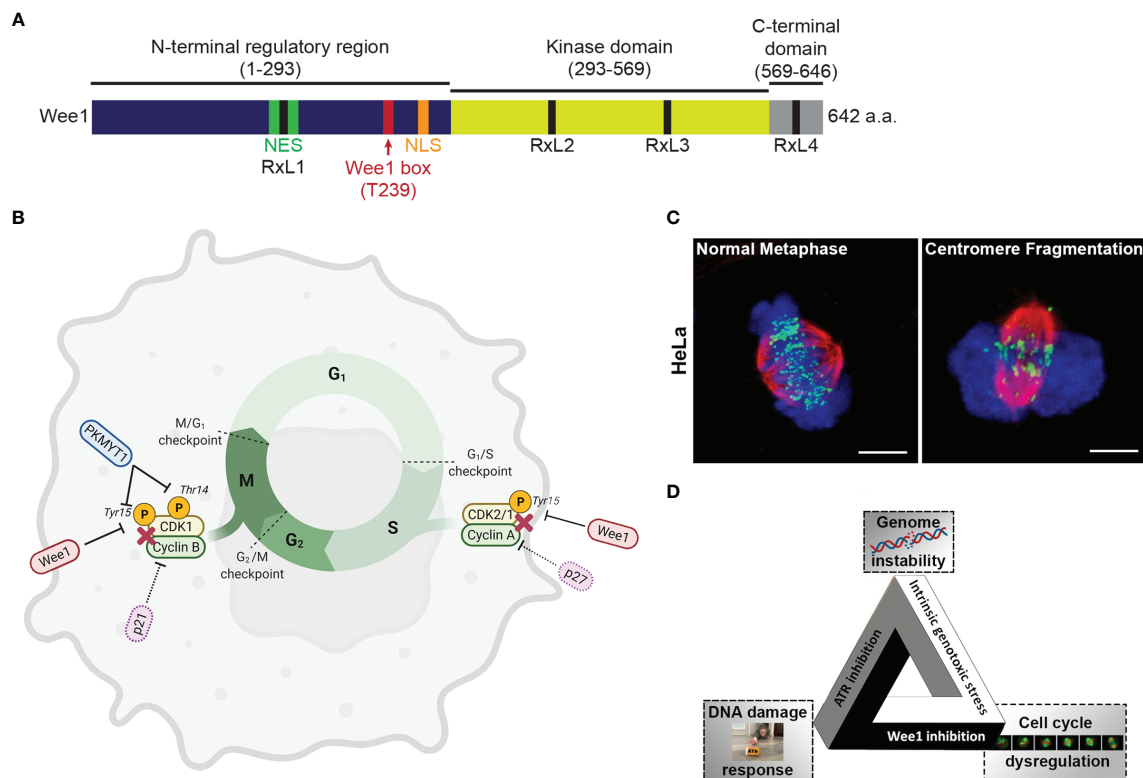 A
N-terminal regulatory region
(1-293)
Kinase domain
(293-569)
C-terminal
domain
(569-646)
Wee1
642 a.a.
NES
RxL1
Wee1 box
(T239)
NLS
RxL2
RxL3
RxL4
B
G1
M/G1
checkpoint
G1/S
checkpoint
PKMYT1
Thr14
Tyr15
P
P
CDK1
Cyclin B
Wee1
p21
M
G2
G2/M
checkpoint
S
P
Tyr15
CDK2/1
Cyclin A
Wee1
p27
C
Normal Metaphase
Centromere Fragmentation
HeLa
D
Genome
instability
Intrinsic genotoxic stress
ATR inhibition
Wee1 inhibition
DNA damage
ATR
response
Cell cycle
dysregulation